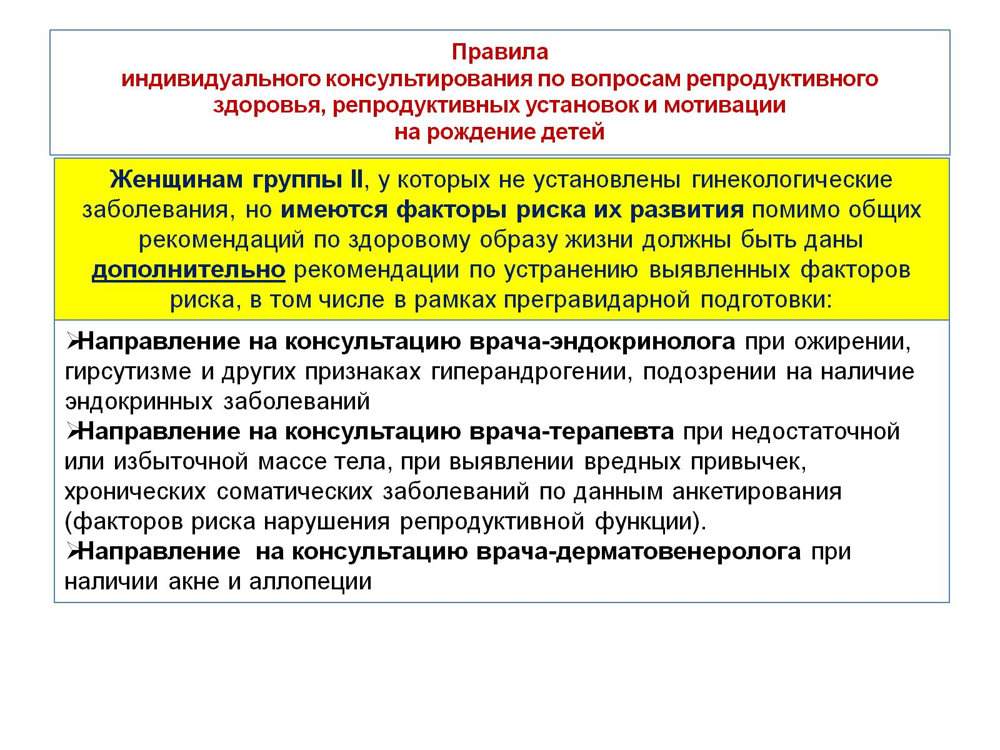 Правила
индивидуального консультирования по вопросам репродуктивного
здоровья, репродуктивных установок и мотивации
на рождение детей
Женщинам группы II, у которых не установлены гинекологические
заболевания, но имеются факторы риска их развития помимо общих
рекомендаций по здоровому образу жизни должны быть даны
дополнительно рекомендации по устранению выявленных факторов
риска, в том числе в рамках прегравидарной подготовки:
➢Направление на консультацию врача-эндокринолога при ожирении,
гирсутизме и других признаках гиперандрогении, подозрении на наличие
эндокринных заболеваний
➢Направление на консультацию врача-терапевта при недостаточной
или избыточной массе тела, при выявлении вредных привычек,
хронических соматических заболеваний по данным анкетирования
(факторов риска нарушения репродуктивной функции).
➢Направление на консультацию врача-дерматовенеролога при
наличии акне и аллопеции